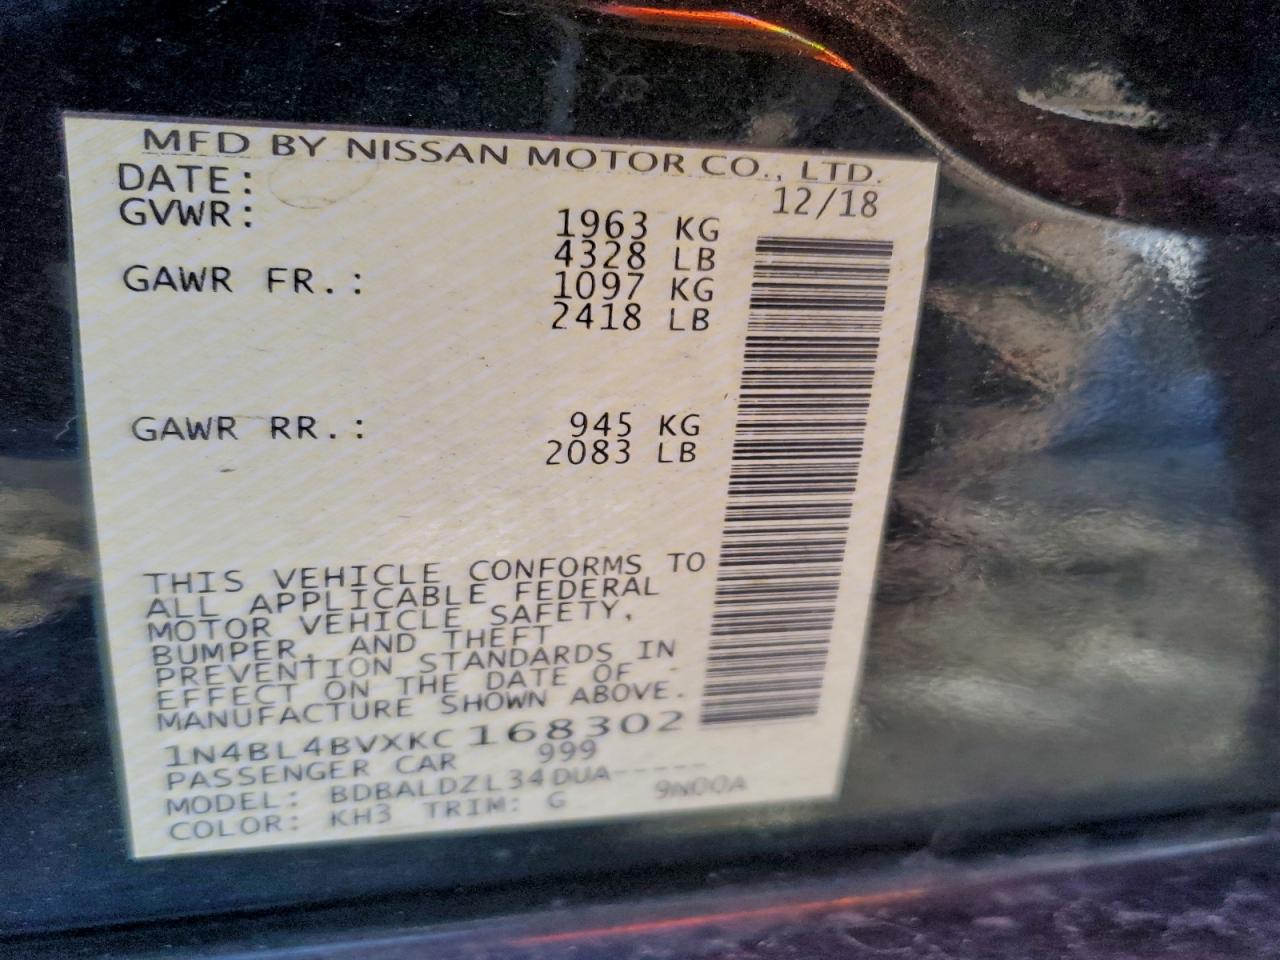 MFD BY NISSAN MOTOR CO., LTD.
DATE: 12/18
GVWR: 1963 KG
4328 LB
GAWR FR.: 1097 KG
2418 LB
GAWR RR.: 945 KG
2083 LB
THIS VEHICLE CONFORMS TO
ALL APPLICABLE FEDERAL
MOTOR VEHICLE SAFETY,
BUMPER, AND THEFT
PREVENTION STANDARDS IN
EFFECT ON THE DATE OF
MANUFACTURE SHOWN ABOVE.
1N4BL4BVXKC168302
PASSENGER CAR 999
MODEL: BDBALDZL34DUA-----
COLOR: KH3 TRIM: G 9N00A